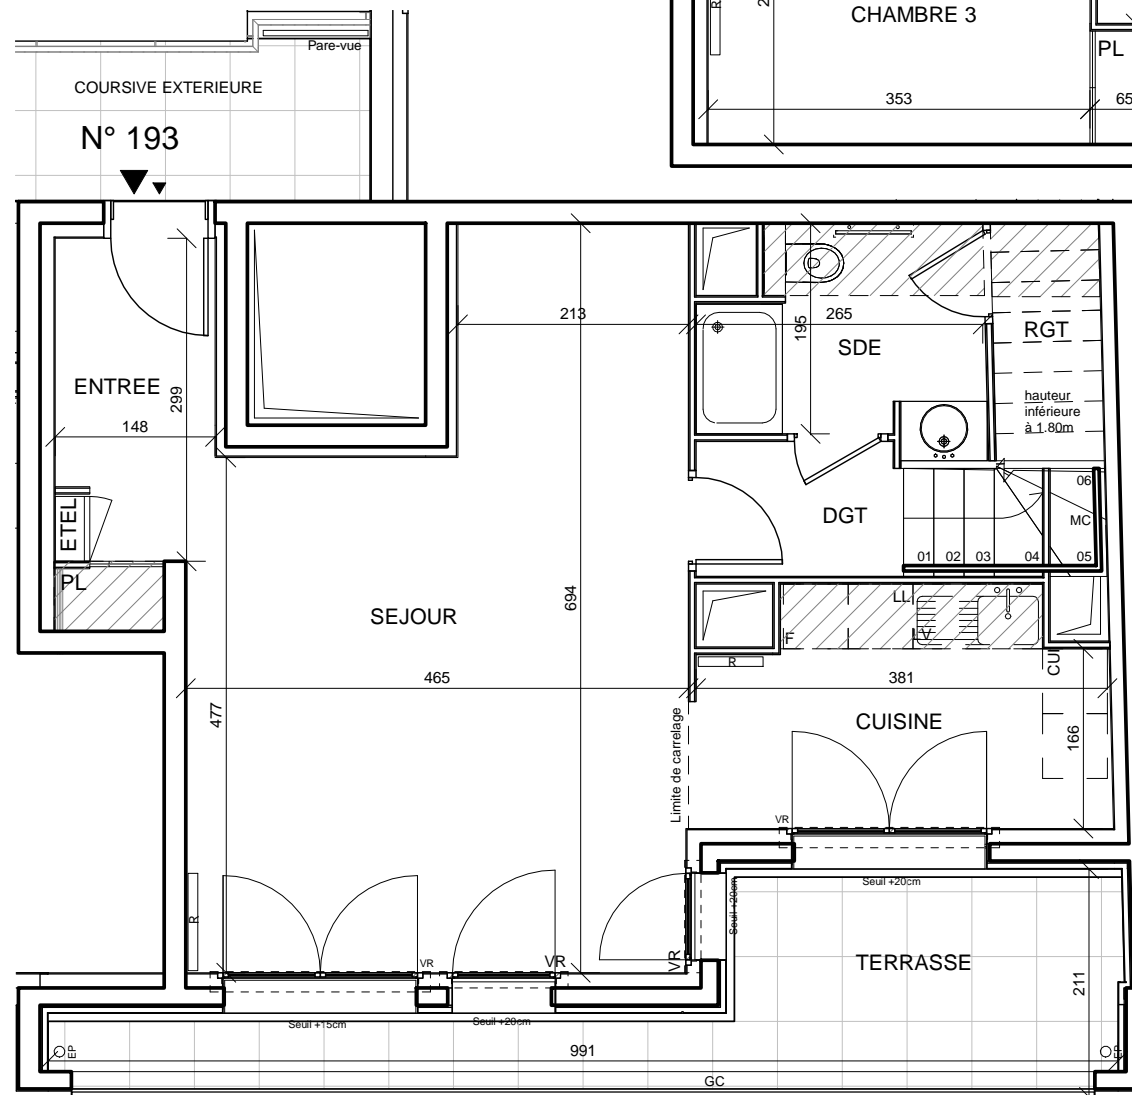 R
2
CHAMBRE 3
Pare-vue
PL
COURSIVE EXTERIEURE
353
65
N° 193
213
195
265
SDE
RGT
ENTREE
299
hauteur
inférieure
à 1.80m
148
06
ETEL
DGT
MC
01
02
03
04
05
PL
694
SEJOUR
LL
F
LV
R
CUI
465
381
477
Limite de carrelage
CUISINE
166
VR
Seuil +20cm
Seuil +20cm
R
VR
VR
VR
TERRASSE
211
Seuil +15cm
Seuil +20cm
EP
991
EP
GC